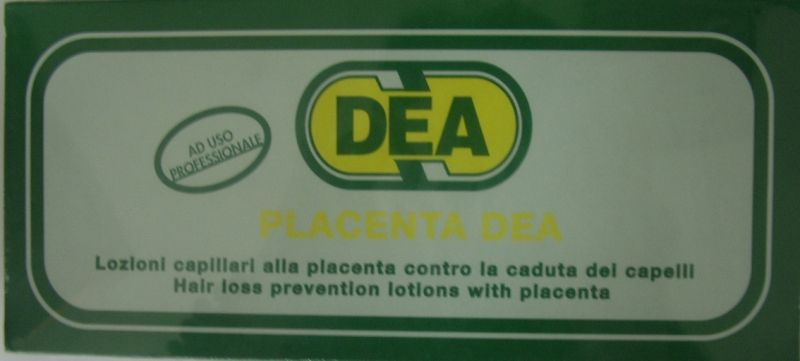 DEA
AD USO
PROFESSIONALE
PLACENTA DEA
Lozioni capillari alla placenta contro la caduta dei capelli
Hair loss prevention lotions with placenta